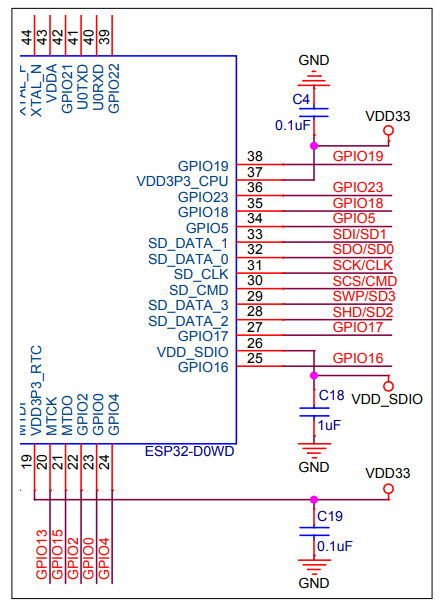 44
43
42
41
40
39
XTAL_N
VDDA
GPIO21
U0TXD
U0RXD
GPIO22
GND
C4
0.1uF
VDD33
GPIO19 38 GPIO19
VDD3P3_CPU 37
GPIO23 36 GPIO23
GPIO18 35 GPIO18
GPIO5 34 GPIO5
SD_DATA_1 33 SDI/SD1
SD_DATA_0 32 SDO/SD0
SD_CLK 31 SCK/CLK
SD_CMD 30 SCS/CMD
SD_DATA_3 29 SWP/SD3
SD_DATA_2 28 SHD/SD2
GPIO17 27 GPIO17
VDD_SDIO 26
GPIO16 25 GPIO16
VDD_SDIO
C18
1uF
GND
VDD3P3_RTC
MTCK
MTDO
GPIO2
GPIO0
GPIO4
ESP32-D0WD
19
20
21
22
23
24
VDD33
GPIO13
GPIO15
GPIO2
GPIO0
GPIO4
C19
0.1uF
GND